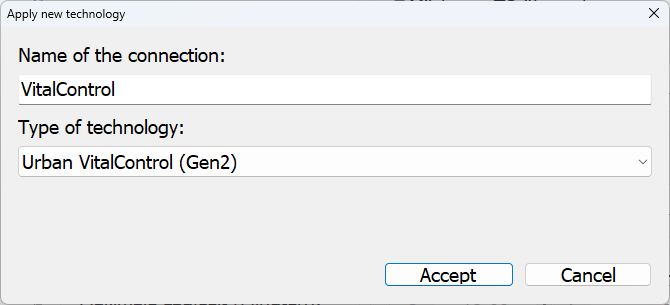 Apply new technology
Name of the connection:
VitalControl
Type of technology:
Urban VitalControl (Gen2)
Accept
Cancel